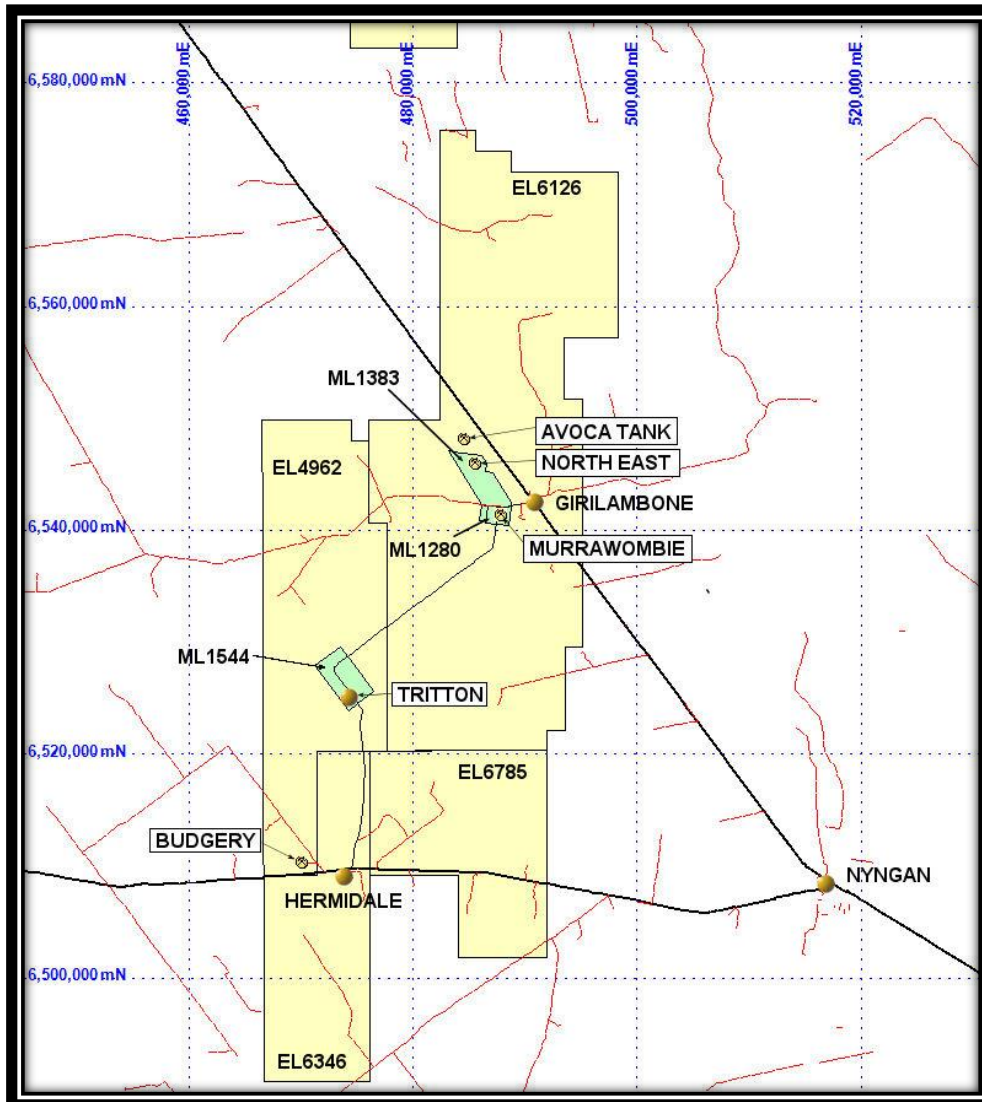 460,000 mE
480,000 mE
500,000 mE
520,000 mE
6,580,000 mN
EL6126
6,560,000 mN
ML1383
AVOCA TANK
EL4962
NORTH EAST
GIRILAMBONE
6,540,000 mN
ML1280
MURRAWOMBIE
ML1544
TRITTON
6,520,000 mN
EL6785
BUDGERY
NYNGAN
HERMIDALE
6,500,000 mN
EL6346